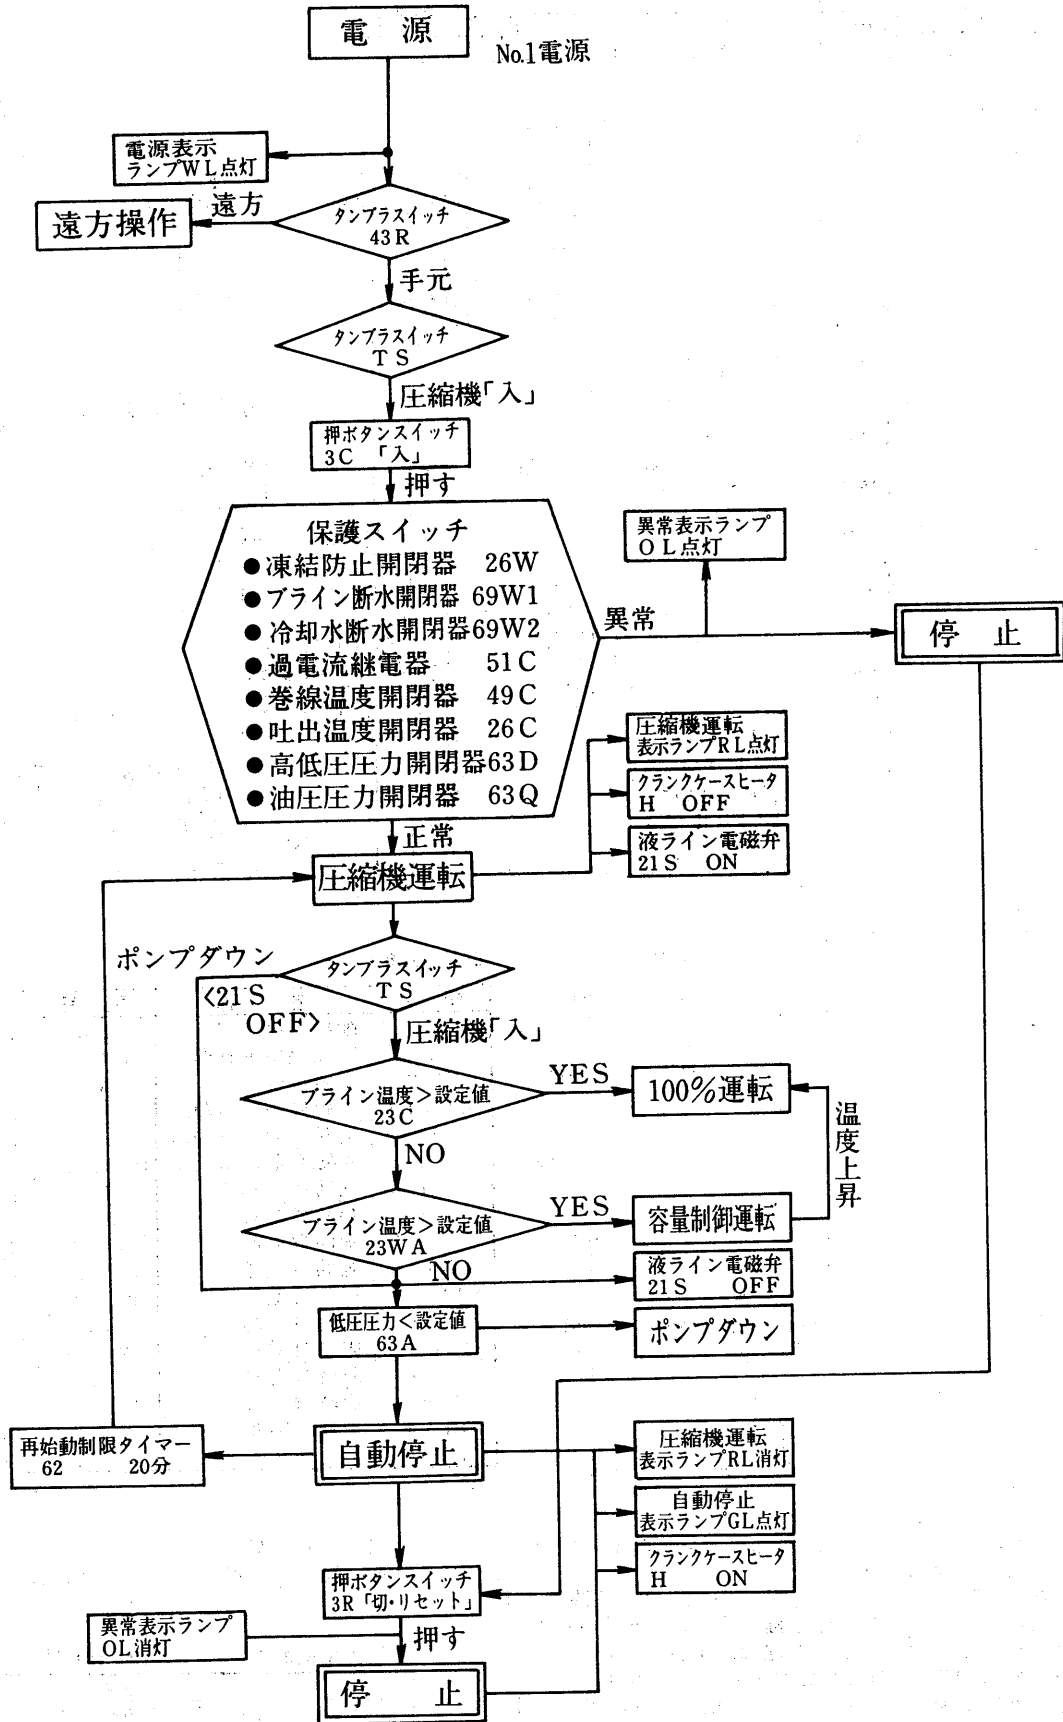 電源
No.1電源
電源表示
ランプWL点灯
遠方
遠方操作
タンブラスイッチ
43R
手元
タンブラスイッチ
TS
圧縮機「入」
押ボタンスイッチ
3C 「入」
押す
保護スイッチ
●凍結防止開閉器 26W
●ブライン断水開閉器 69W1
●冷却水断水開閉器69W2
●過電流継電器 51C
●巻線温度開閉器 49C
●吐出温度開閉器 26C
●高低圧圧力開閉器63D
●油圧圧力開閉器 63Q
異常表示ランプ
OL点灯
異常
停止
正常
圧縮機運転
表示ランプRL点灯
クランクケースヒータ
H OFF
液ライン電磁弁
21S ON
圧縮機運転
ポンプダウン
<21S
OFF>
タンブラスイッチ
TS
圧縮機「入」
ブライン温度>設定値
23C
YES
100%運転
温度上昇
NO
ブライン温度>設定値
23WA
YES
容量制御運転
NO
液ライン電磁弁
21S OFF
低圧圧力<設定値
63A
ポンプダウン
再始動制限タイマー
62 20分
自動停止
圧縮機運転
表示ランプRL消灯
自動停止
表示ランプGL点灯
クランクケースヒータ
H ON
押ボタンスイッチ
3R「切・リセット」
異常表示ランプ
OL消灯
押す
停止